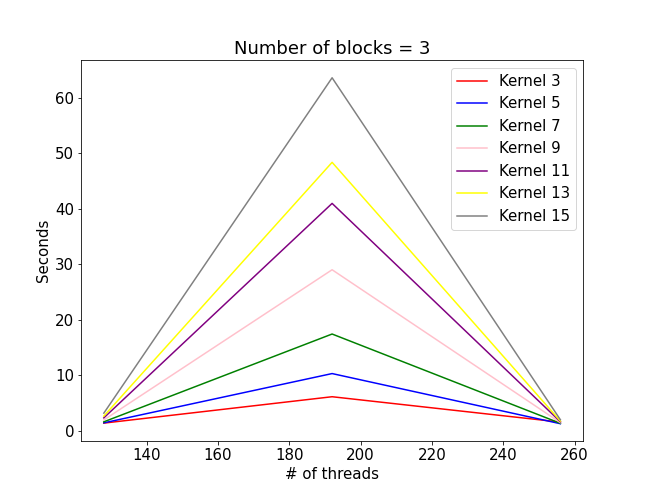 Number of blocks = 3
Kernel 3
Kernel 5
Kernel 7
Kernel 9
Kernel 11
Kernel 13
Kernel 15
Seconds
60
50
40
30
20
10
0
140 160 180 200 220 240 260
# of threads